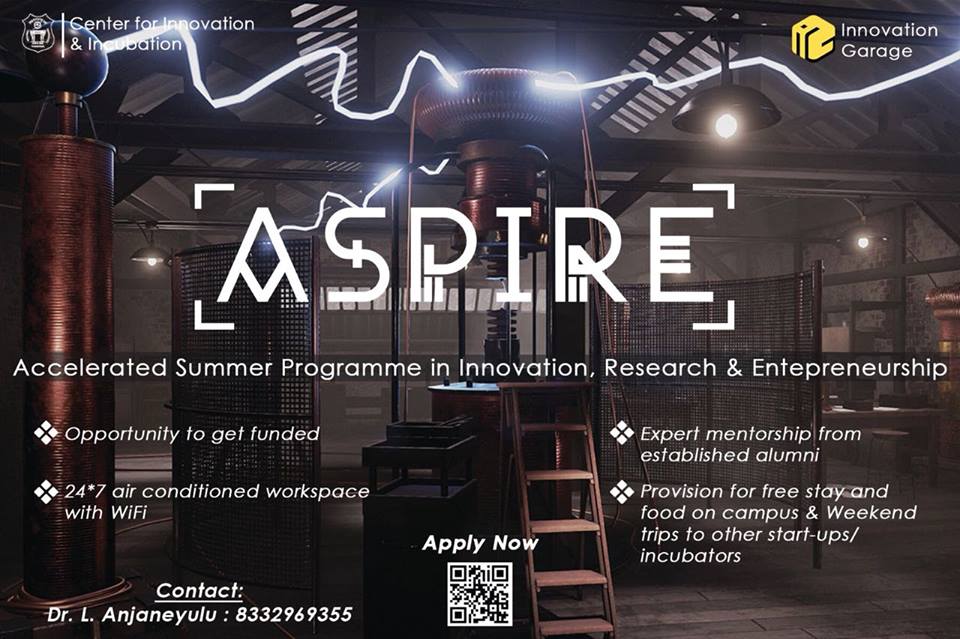 Center for Innovation
& Incubation
Innovation
Garage
ASPIRE
Accelerated Summer Programme in Innovation, Research & Entepreneurship
Opportunity to get funded
24*7 air conditioned workspace
with WiFi
Expert mentorship from
established alumni
Provision for free stay and
food on campus & Weekend
trips to other start-ups/
incubators
Apply Now
Contact:
Dr. L. Anjaneyulu : 8332969355